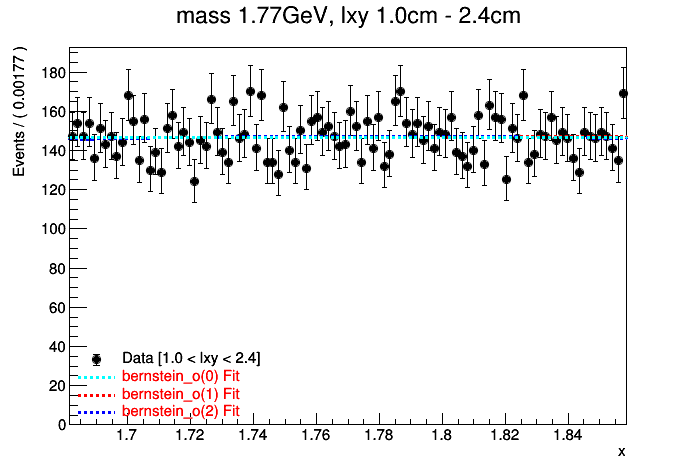 mass 1.77GeV, lxy 1.0cm - 2.4cm
Events / ( 0.00177 )
180
160
140
120
100
80
60
40
20
0
Data [1.0 < lxy < 2.4]
bernstein_o(0) Fit
bernstein_o(1) Fit
bernstein_o(2) Fit
1.7 1.72 1.74 1.76 1.78 1.8 1.82 1.84
x